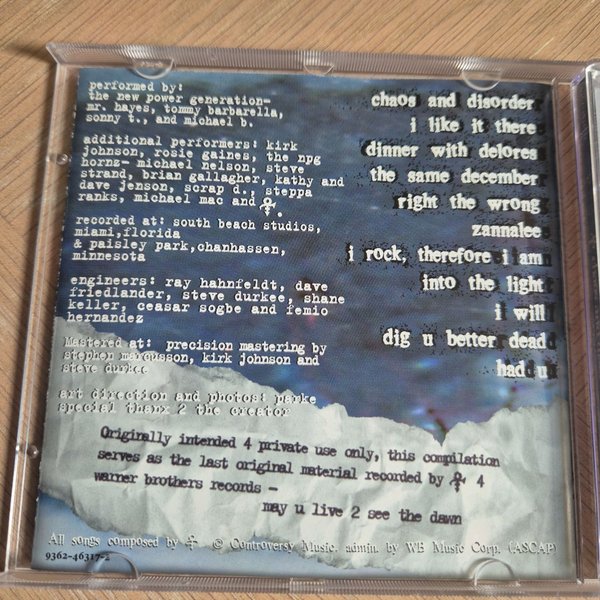 performed by:
the new power generation-
mr. hayes, tommy barbarella,
sonny t., and michael b.
additional performers: kirk
johnson, rosie gaines, the npg
hornz- michael nelson, steve
strand, brian gallagher, kathy and
dave jenson, scrap d., steppa
ranks, michael mac and .
recorded at: south beach studios,
miami,florida
& paisley park,chanhassen,
minnesota
engineers: ray hahnfeldt, dave
friedlander, steve durkee, shane
keller, ceasar sogbe and femio
hernandez
Mastered at: precision mastering by
stephen marcusson, kirk johnson and
steve durkee
art direction and photos: parke
special thanx 2 the creator
chaos and disorder
i like it there
dinner with delores
the same december
right the wrong
zannalee
i rock, therefore i am
into the light
i will
dig u better dead
had u
Originally intended 4 private use only, this compilation
serves as the last original material recorded by 4
warner brothers records -
may u live 2 see the dawn
All songs composed by © Controversy Music. admin. by WB Music Corp. (ASCAP)
9362-46317-2